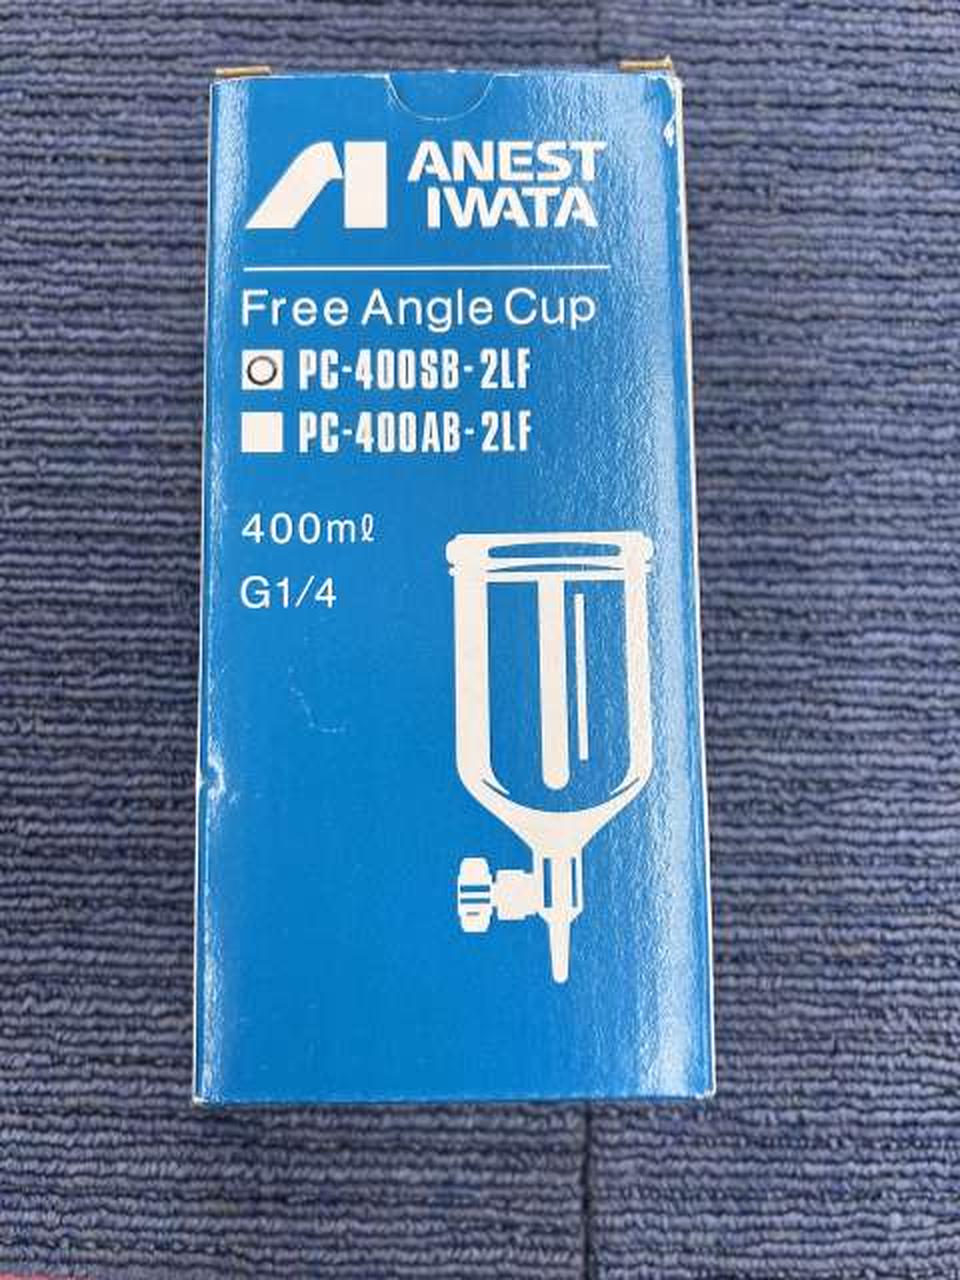 ANEST
IWATA
Free Angle Cup
PC-400SB-2LF
PC-400AB-2LF
400mℓ
G1/4